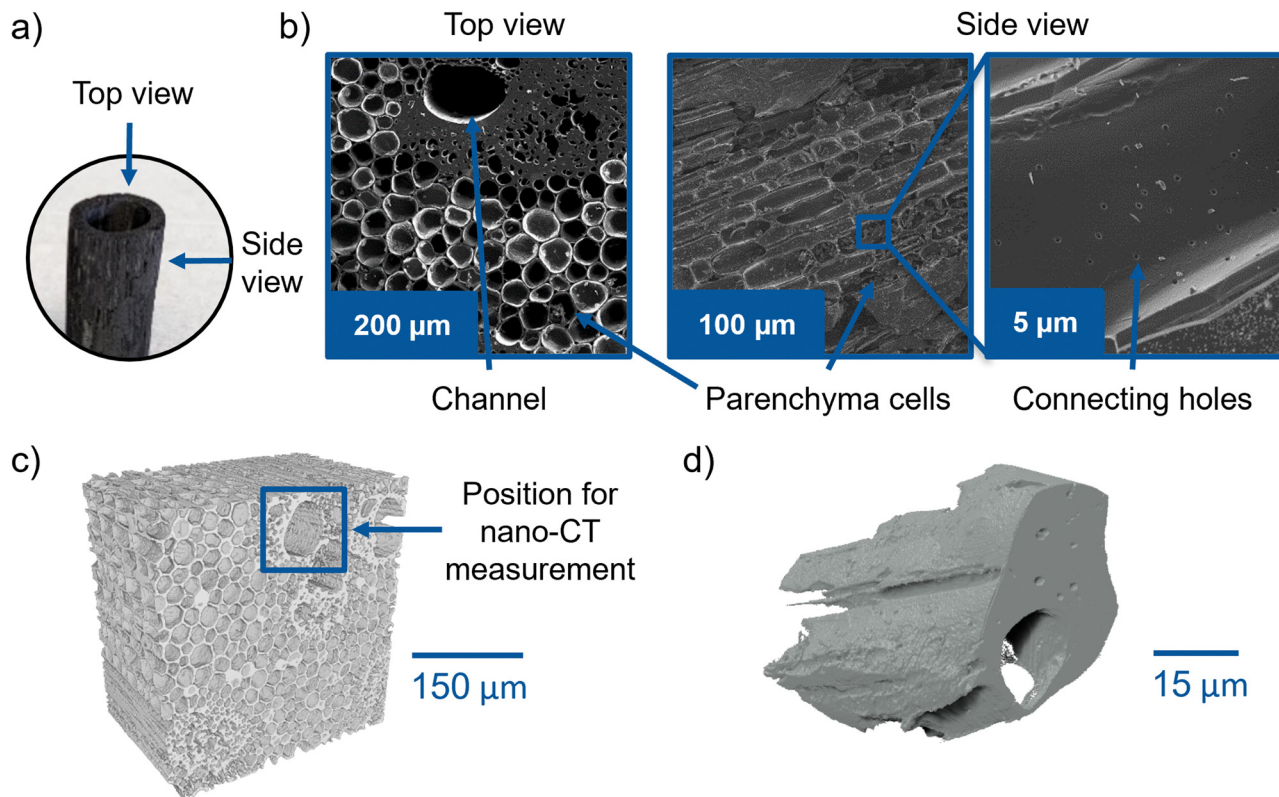 a)
Top view
Side
view
b)
Top view
Side view
200 µm
100 µm
5 µm
Channel
Parenchyma cells
Connecting holes
c)
Position for
nano-CT
measurement
150 µm
d)
15 µm